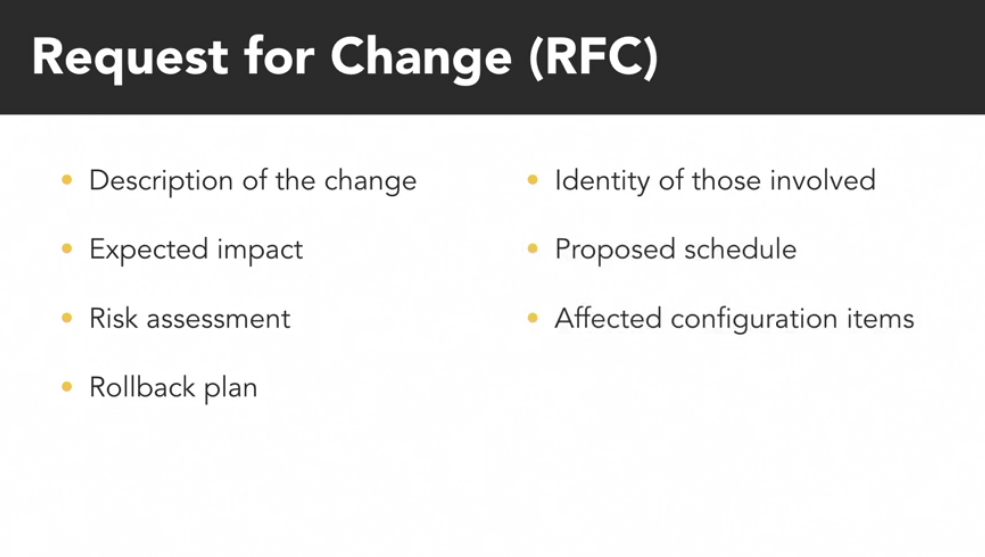 Request for Change (RFC)
• Description of the change
• Expected impact
• Risk assessment
• Rollback plan
• Identity of those involved
• Proposed schedule
• Affected configuration items